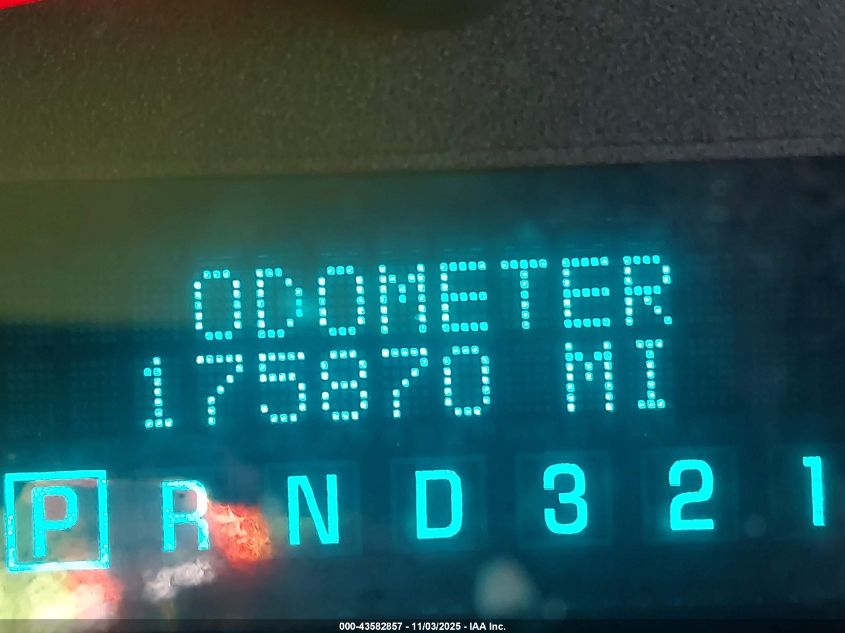 ODOMETER
175870 MI
P R N D 3 2 1
000-43582857 - 11/03/2025 - IAA Inc.